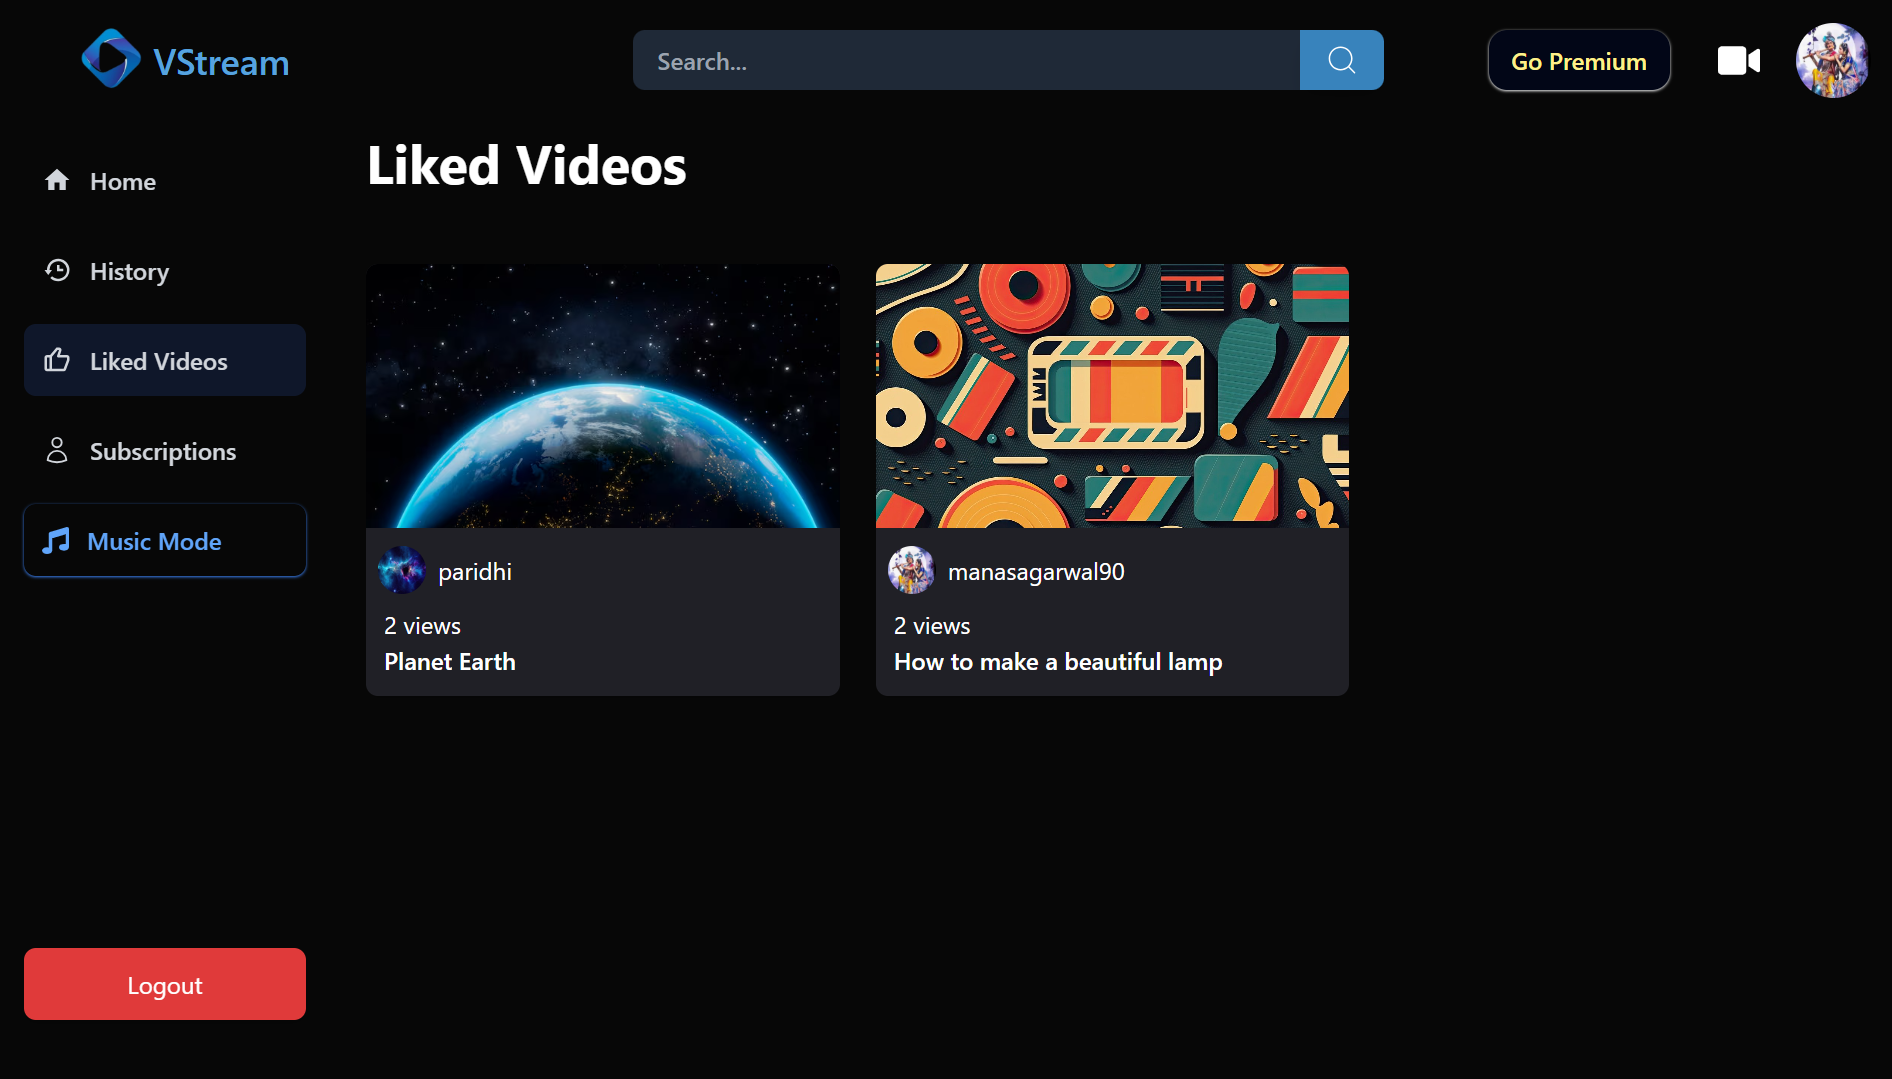 VStream
Search...
Go Premium
Home
History
Liked Videos
Subscriptions
Music Mode
Logout
Liked Videos
paridhi
2 views
Planet Earth
manasagarwal90
2 views
How to make a beautiful lamp